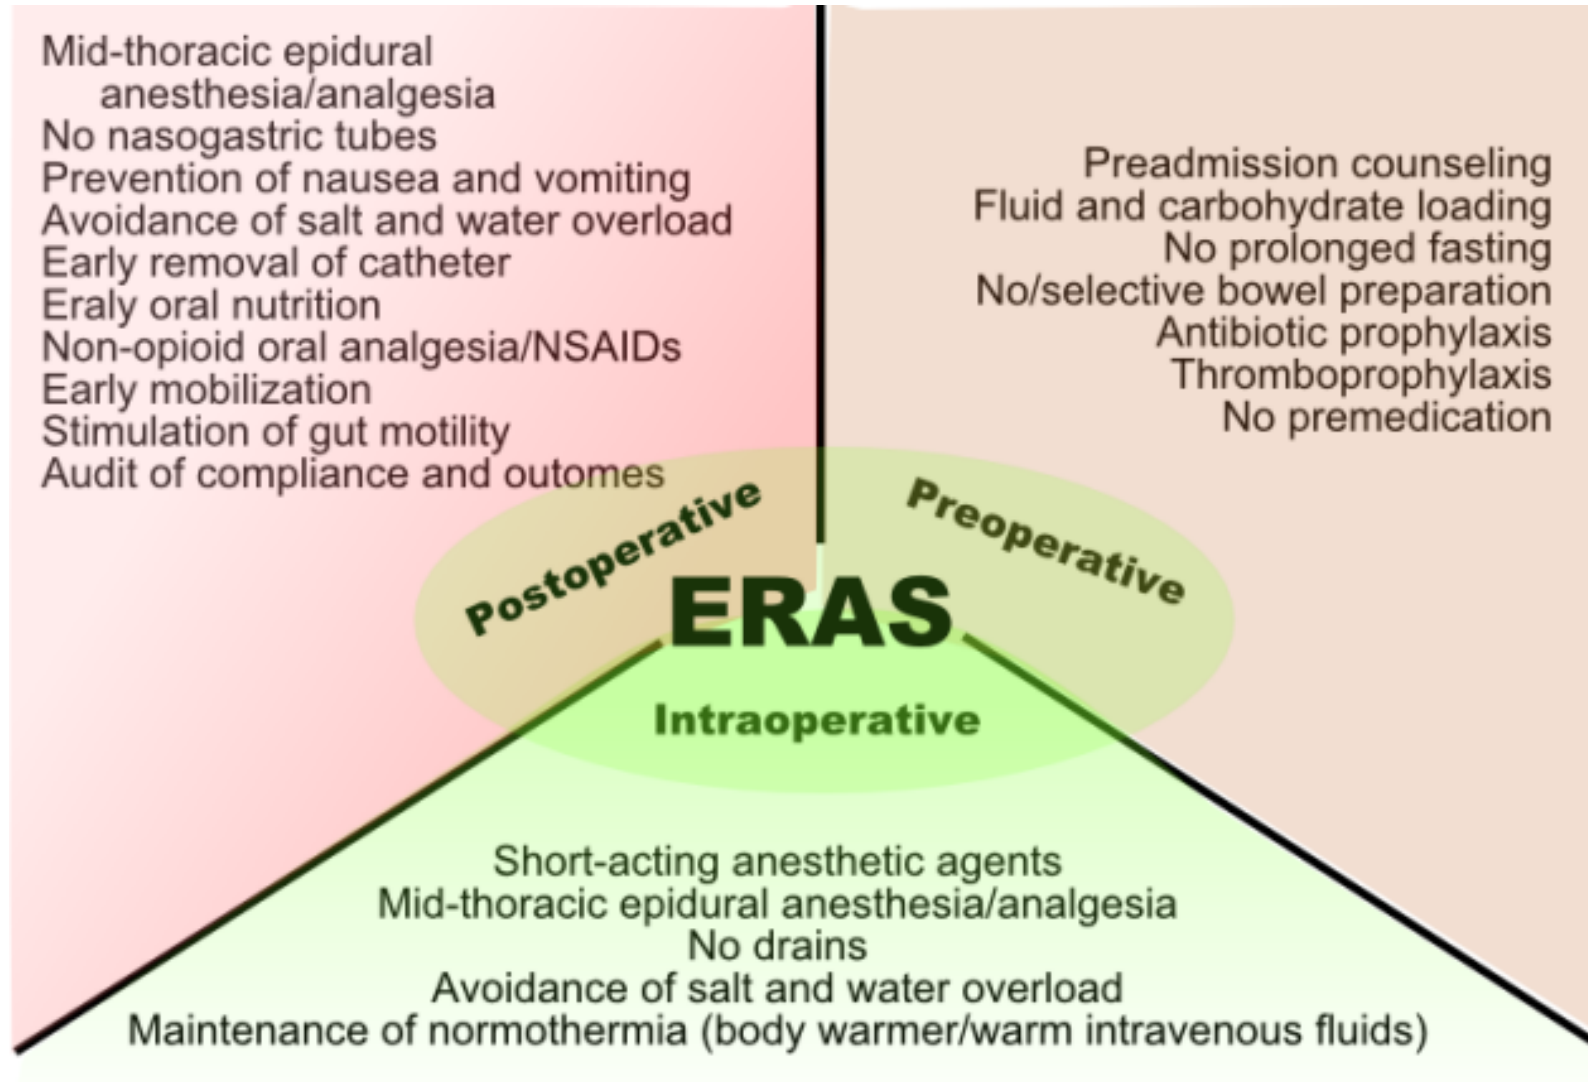 Mid-thoracic epidural
anesthesia/analgesia
No nasogastric tubes
Prevention of nausea and vomiting
Avoidance of salt and water overload
Early removal of catheter
Eraly oral nutrition
Non-opioid oral analgesia/NSAIDs
Early mobilization
Stimulation of gut motility
Audit of compliance and outcomes
Preadmission counseling
Fluid and carbohydrate loading
No prolonged fasting
No/selective bowel preparation
Antibiotic prophylaxis
Thromboprophylaxis
No premedication
Postoperative
Preoperative
ERAS
Intraoperative
Short-acting anesthetic agents
Mid-thoracic epidural anesthesia/analgesia
No drains
Avoidance of salt and water overload
Maintenance of normothermia (body warmer/warm intravenous fluids)